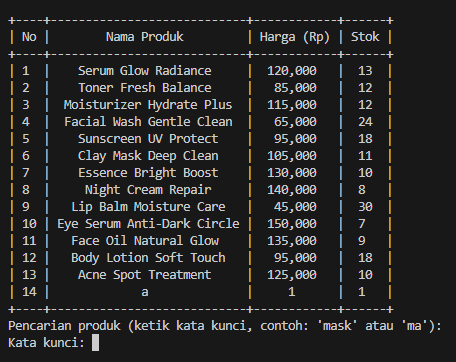 +----+--------------------------+------------+------+
| No |       Nama Produk        | Harga (Rp) | Stok |
+----+--------------------------+------------+------+
| 1  |    Serum Glow Radiance   |  120,000   |  13  |
| 2  |    Toner Fresh Balance   |   85,000   |  12  |
| 3  |  Moisturizer Hydrate Plus |  115,000   |  12  |
| 4  |  Facial Wash Gentle Clean |   65,000   |  24  |
| 5  |   Sunscreen UV Protect   |   95,000   |  18  |
| 6  |   Clay Mask Deep Clean   |  105,000   |  11  |
| 7  |   Essence Bright Boost   |  130,000   |  10  |
| 8  |    Night Cream Repair    |  140,000   |  8   |
| 9  |  Lip Balm Moisture Care  |   45,000   |  30  |
| 10 | Eye Serum Anti-Dark Circle |  150,000   |  7   |
| 11 |   Face Oil Natural Glow  |  135,000   |  9   |
| 12 |  Body Lotion Soft Touch  |   95,000   |  18  |
| 13 |   Acne Spot Treatment    |  125,000   |  10  |
| 14 |            a             |     1      |  1   |
+----+--------------------------+------------+------+
Pencarian produk (ketik kata kunci, contoh: 'mask' atau 'ma'):
Kata kunci: